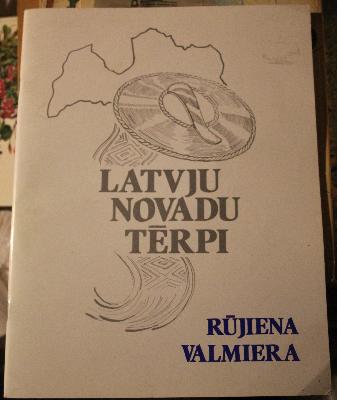 LATVJU
NOVADU
TĒRPI
RŪJIENA
VALMIERA